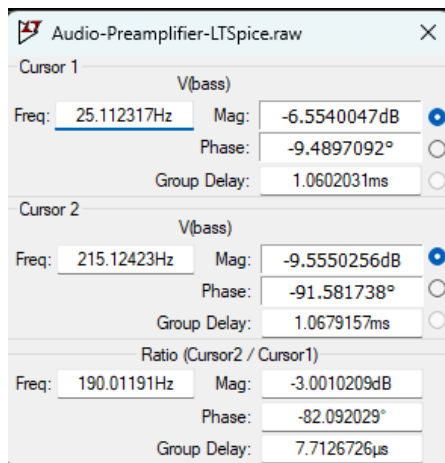 Audio-Preamplifier-LTSpice.raw
Cursor 1
V(bass)
Freq: 25.112317Hz Mag: -6.5540047dB
Phase: -9.4897092°
Group Delay: 1.0602031ms
Cursor 2
V(bass)
Freq: 215.12423Hz Mag: -9.5550256dB
Phase: -91.581738°
Group Delay: 1.0679157ms
Ratio (Cursor2 / Cursor1)
Freq: 190.01191Hz Mag: -3.0010209dB
Phase: -82.092029°
Group Delay: 7.7126726µs